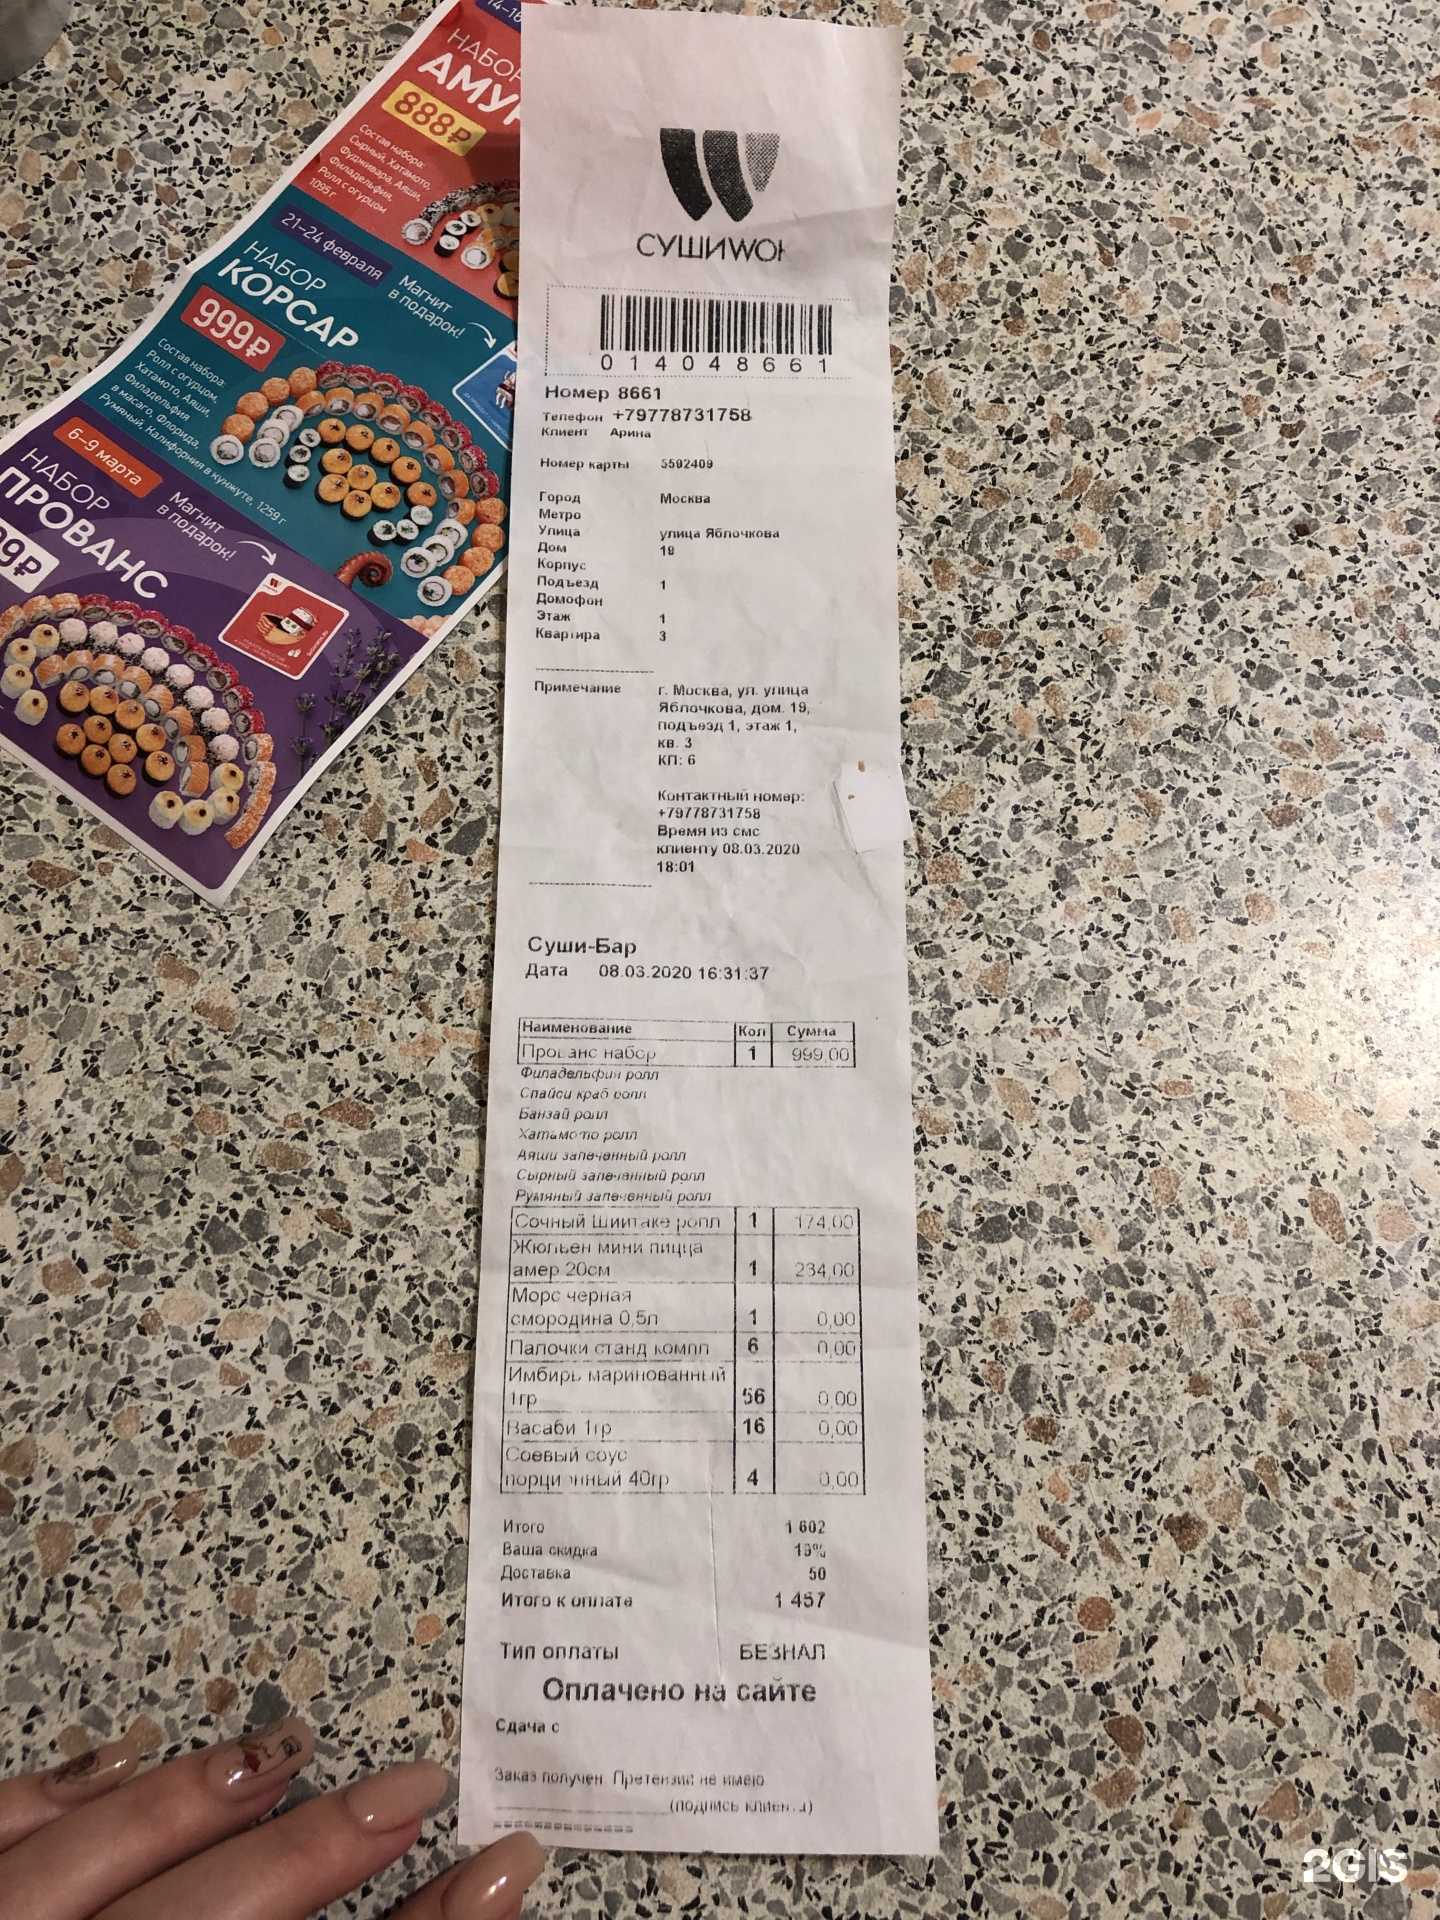 14-16
НАБОР
АМУР
888₽
Состав набора:
Сырный, Хатамото,
Фудживара, Аяши,
Филадельфия,
Ролл с огурцом
1095 г
21-24 февраля
НАБОР
КОРСАР
999₽
Магнит
в подарок!
Состав набора:
Ролл с огурцом,
Хатамото, Аяши,
Филадельфия
в масаго, Флорида,
Румяный, Калифорния в кунжуте, 1259 г
6-9 марта
НАБОР
ПРОВАНС
99₽
Магнит
в подарок!
СУШИWOK
014048661
Номер 8661
Телефон +79778731758
Клиент Арина
Номер карты 5592409
Город Москва
Метро
Улица улица Яблочкова
Дом 19
Корпус
Подъезд 1
Домофон
Этаж 1
Квартира 3
Примечание г. Москва, ул. улица
Яблочкова, дом. 19,
подъезд 1, этаж 1,
кв. 3
КП: 6
Контактный номер:
+79778731758
Время из смс
клиенту 08.03.2020
18:01
Суши-Бар
Дата 08.03.2020 16:31:37
Наименование Кол Сумма
Прованс набор 1 999,00
Филадельфия ролл
Спайси краб ролл
Банзай ролл
Хатамото ролл
Аяши запеченный ролл
Сырный запеченный ролл
Румяный запеченный ролл
Сочный Шиитаке ролл 1 174,00
Жюльен мини пицца
амер 20см 1 234,00
Морс черная
смородина 0,5л 1 0,00
Палочки станд компл 6 0,00
Имбирь маринованный
1гр 56 0,00
Васаби 1гр 16 0,00
Соевый соус
порционный 40гр 4 0,00
Итого 1 602
Ваша скидка
Доставка 50
Итого к оплате 1 457
Тип оплаты БЕЗНАЛ
Оплачено на сайте
Сдача с
Заказ получен. Претензий не имею
(подпись клиента)
2GIS